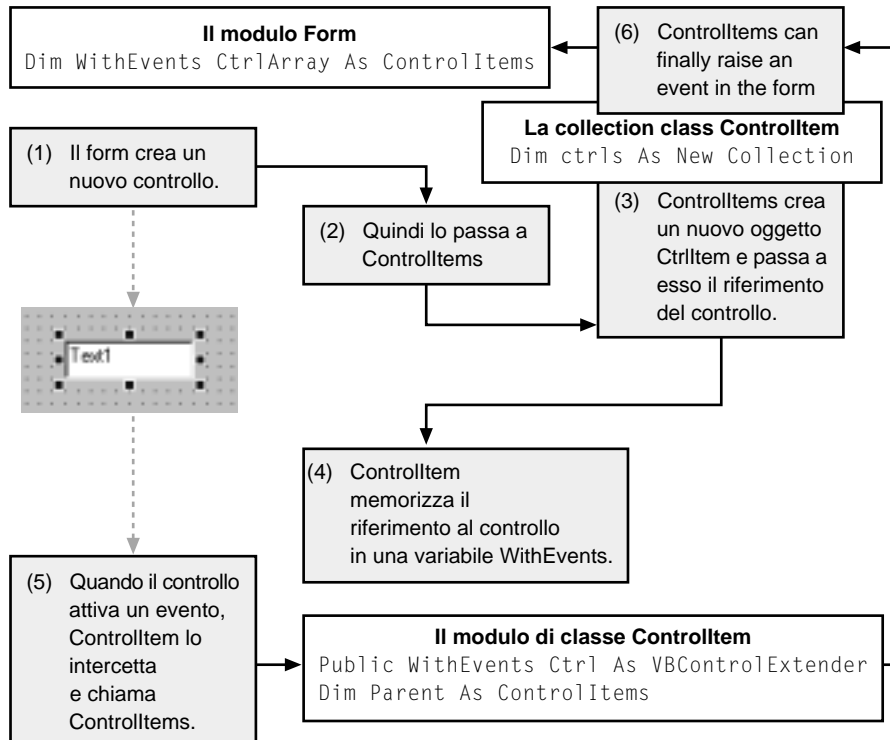 Il modulo Form
Dim WithEvents CtrlArray As ControlItems
(6) ControlItems can
finally raise an
event in the form
La collection class ControlItem
Dim ctrls As New Collection
(1) Il form crea un
nuovo controllo.
(2) Quindi lo passa a
ControlItems
(3) ControlItems crea
un nuovo oggetto
CtrlItem e passa a
esso il riferimento
del controllo.
Text1
(4) ControlItem
memorizza il
riferimento al controllo
in una variabile WithEvents.
(5) Quando il controllo
attiva un evento,
ControlItem lo
intercetta
e chiama
ControlItems.
Il modulo di classe ControlItem
Public WithEvents Ctrl As VBControlExtender
Dim Parent As ControlItems